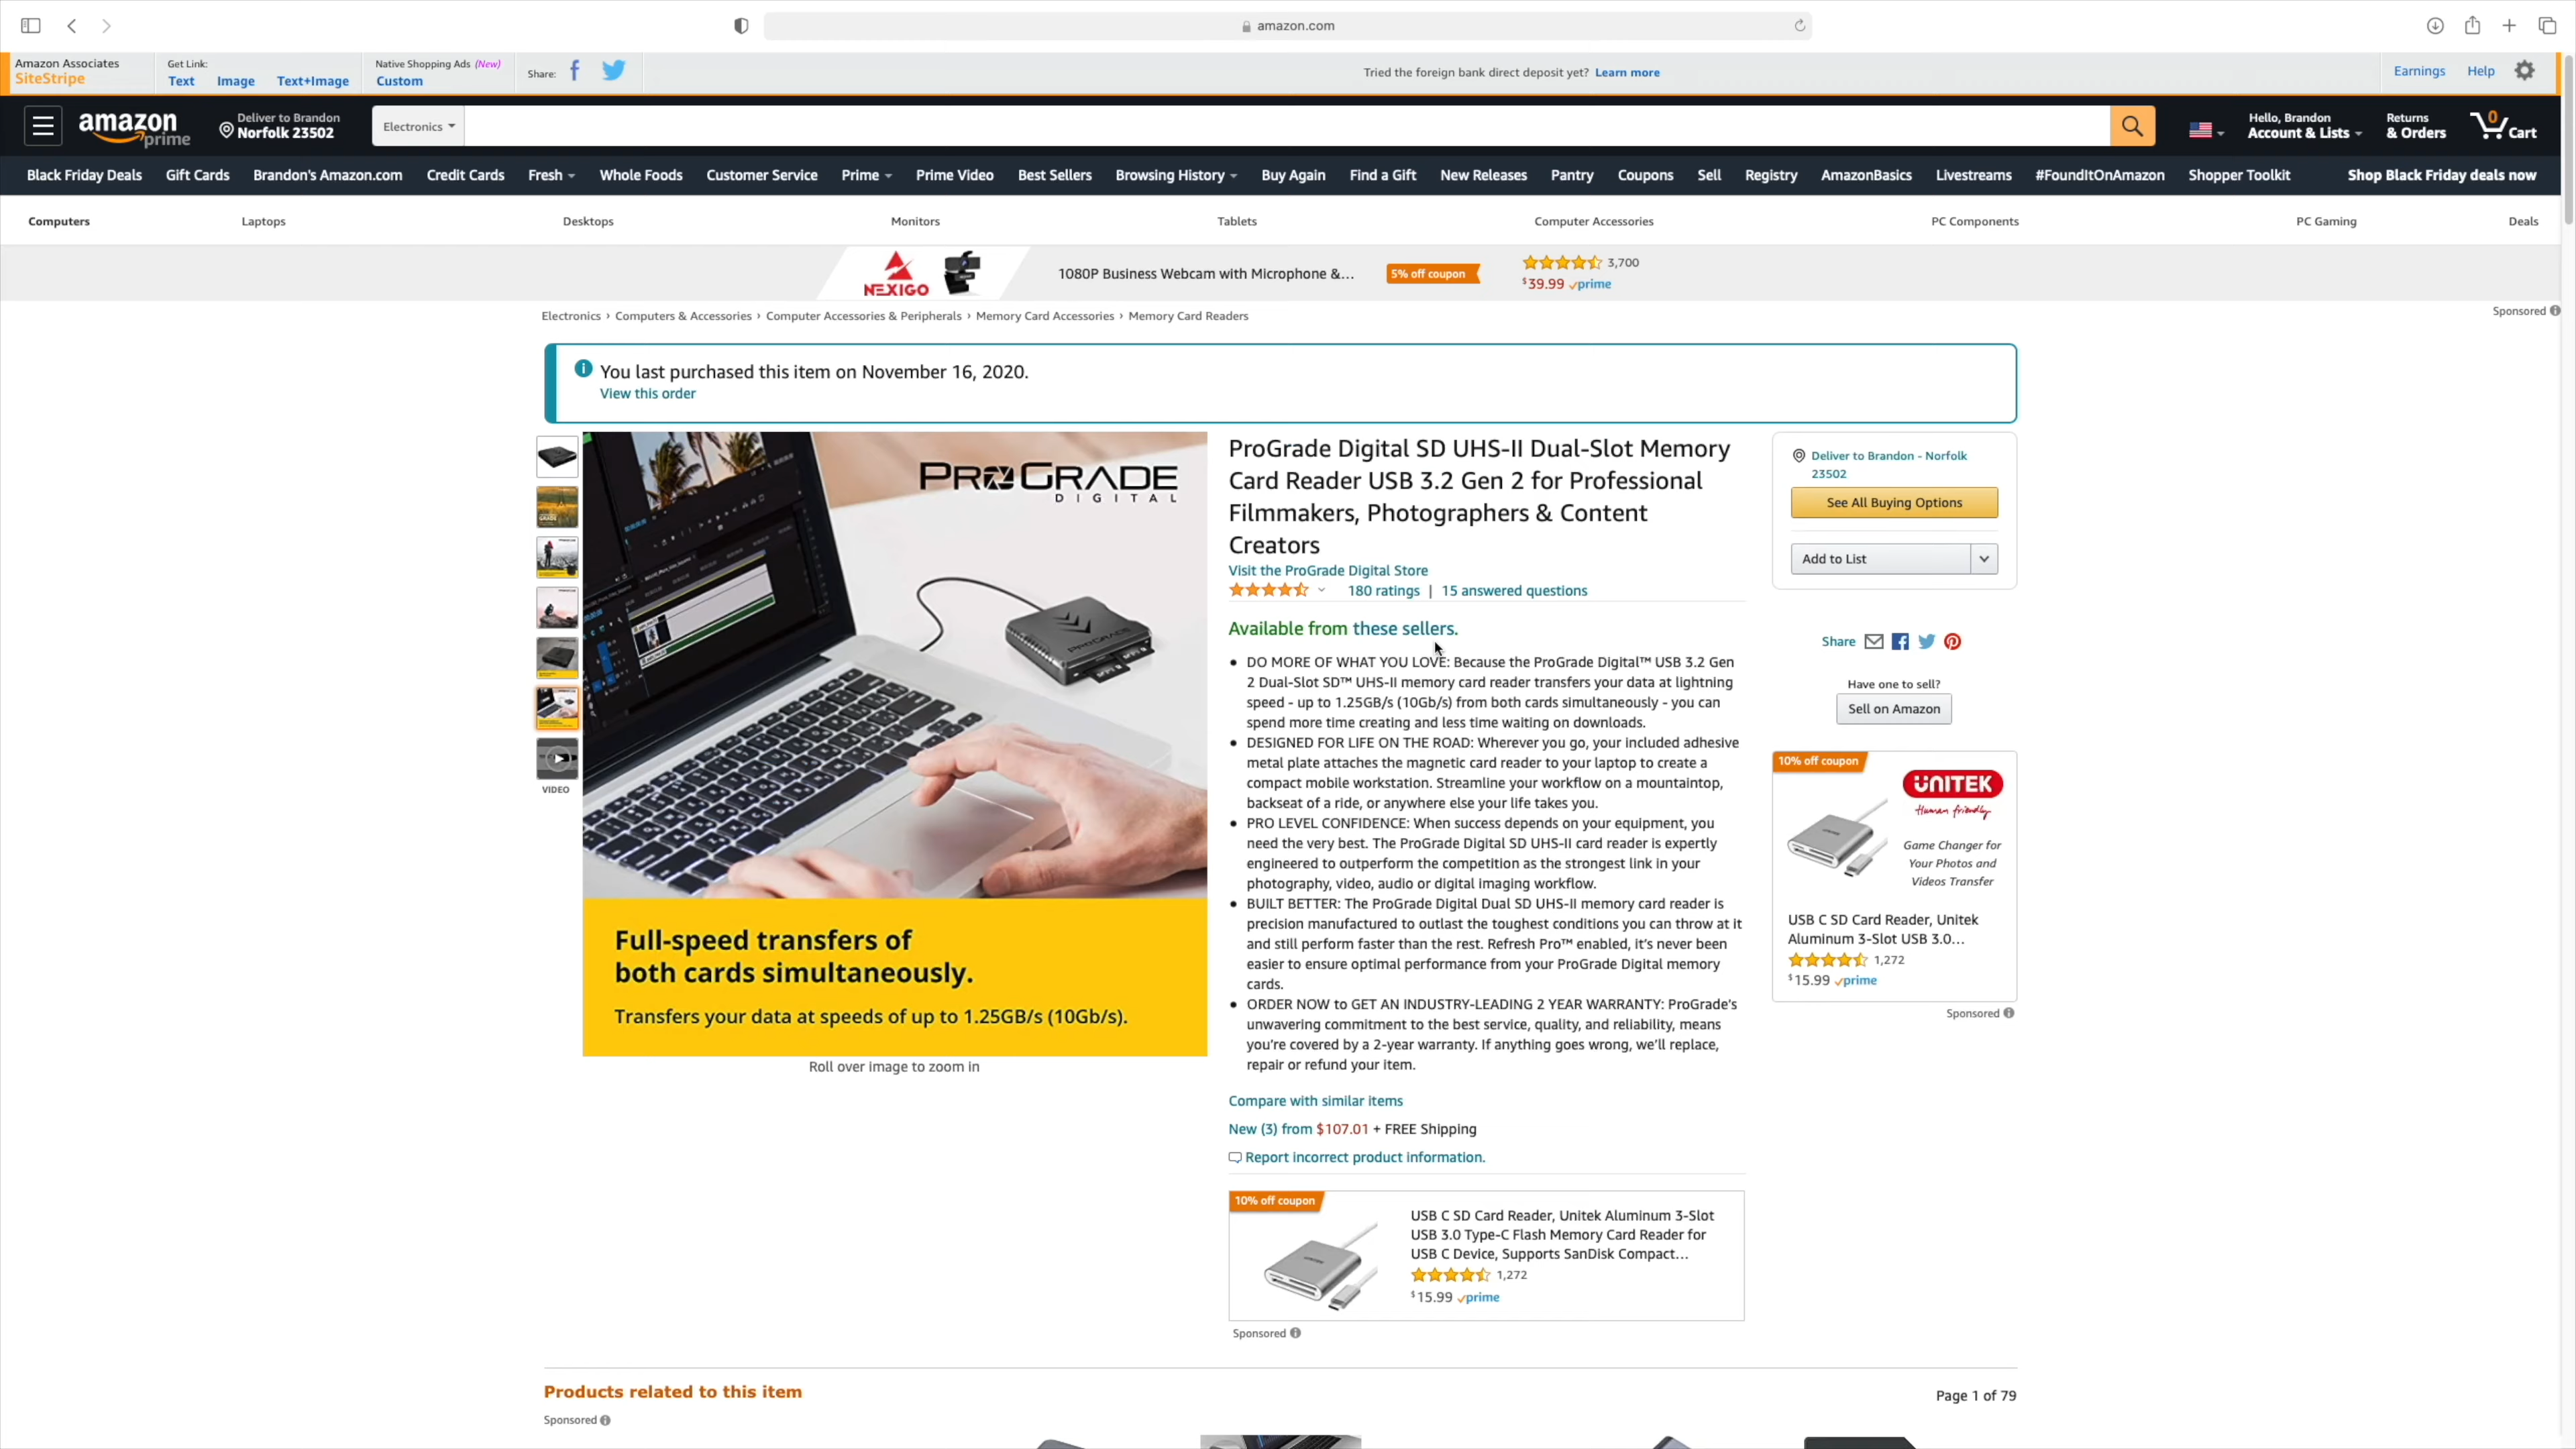 amazon.com
Amazon Associates
SiteStripe
Get Link:
Text Image Text+Image
Native Shopping Ads (New)
Custom
Share:
Tried the foreign bank direct deposit yet? Learn more
Earnings Help
amazon
prime
Deliver to Brandon
Norfolk 23502
Electronics
Hello, Brandon
Account & Lists
Returns
& Orders
0
Cart
Black Friday Deals Gift Cards Brandon's Amazon.com Credit Cards Fresh Whole Foods Customer Service Prime Prime Video Best Sellers Browsing History Buy Again Find a Gift New Releases Pantry Coupons Sell Registry AmazonBasics Livestreams #FoundItOnAmazon Shopper Toolkit Shop Black Friday deals now
Computers Laptops Desktops Monitors Tablets Computer Accessories PC Components PC Gaming Deals
NEXIGO
1080P Business Webcam with Microphone &...
5% off coupon
3,700
$39.99 prime
Sponsored
Electronics › Computers & Accessories › Computer Accessories & Peripherals › Memory Card Accessories › Memory Card Readers
You last purchased this item on November 16, 2020.
View this order
VIDEO
PROGRADE
DIGITAL
PROGRADE
Full-speed transfers of
both cards simultaneously.
Transfers your data at speeds of up to 1.25GB/s (10Gb/s).
Roll over image to zoom in
ProGrade Digital SD UHS-II Dual-Slot Memory
Card Reader USB 3.2 Gen 2 for Professional
Filmmakers, Photographers & Content
Creators
Visit the ProGrade Digital Store
180 ratings | 15 answered questions
Available from these sellers.
• DO MORE OF WHAT YOU LOVE: Because the ProGrade Digital™ USB 3.2 Gen
2 Dual-Slot SD™ UHS-II memory card reader transfers your data at lightning
speed - up to 1.25GB/s (10Gb/s) from both cards simultaneously - you can
spend more time creating and less time waiting on downloads.
• DESIGNED FOR LIFE ON THE ROAD: Wherever you go, your included adhesive
metal plate attaches the magnetic card reader to your laptop to create a
compact mobile workstation. Streamline your workflow on a mountaintop,
backseat of a ride, or anywhere else your life takes you.
• PRO LEVEL CONFIDENCE: When success depends on your equipment, you
need the very best. The ProGrade Digital SD UHS-II card reader is expertly
engineered to outperform the competition as the strongest link in your
photography, video, audio or digital imaging workflow.
• BUILT BETTER: The ProGrade Digital Dual SD UHS-II memory card reader is
precision manufactured to outlast the toughest conditions you can throw at it
and still perform faster than the rest. Refresh Pro™ enabled, it's never been
easier to ensure optimal performance from your ProGrade Digital memory
cards.
• ORDER NOW to GET AN INDUSTRY-LEADING 2 YEAR WARRANTY: ProGrade's
unwavering commitment to the best service, quality, and reliability, means
you're covered by a 2-year warranty. If anything goes wrong, we'll replace,
repair or refund your item.
Compare with similar items
New (3) from $107.01 + FREE Shipping
Report incorrect product information.
10% off coupon
USB C SD Card Reader, Unitek Aluminum 3-Slot
USB 3.0 Type-C Flash Memory Card Reader for
USB C Device, Supports SanDisk Compact...
1,272
$15.99 prime
Sponsored
Deliver to Brandon - Norfolk
23502
See All Buying Options
Add to List
Share
Have one to sell?
Sell on Amazon
10% off coupon
UNITEK
Human friendly
Game Changer for
Your Photos and
Videos Transfer
USB C SD Card Reader, Unitek
Aluminum 3-Slot USB 3.0...
1,272
$15.99 prime
Sponsored
Products related to this item
Page 1 of 79
Sponsored